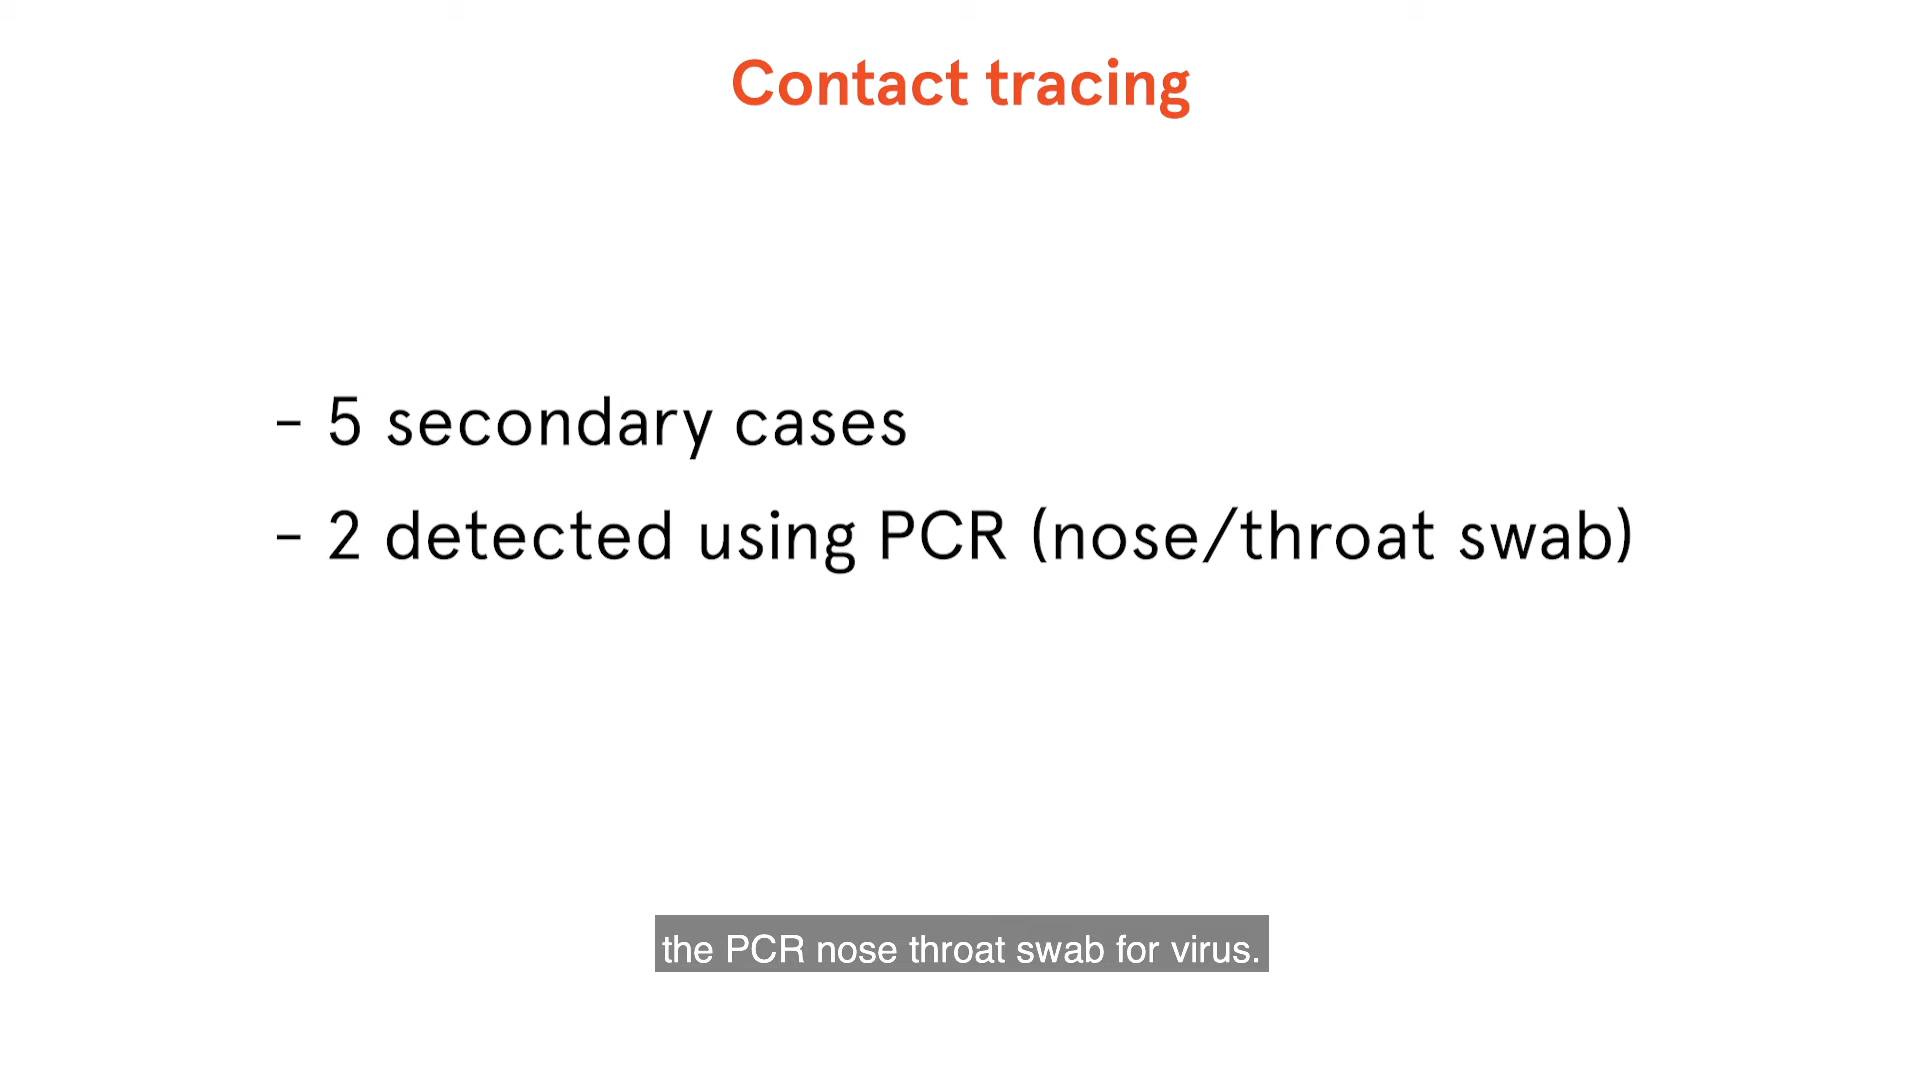 Contact tracing
– 5 secondary cases
– 2 detected using PCR (nose/throat swab)
the PCR nose throat swab for virus.